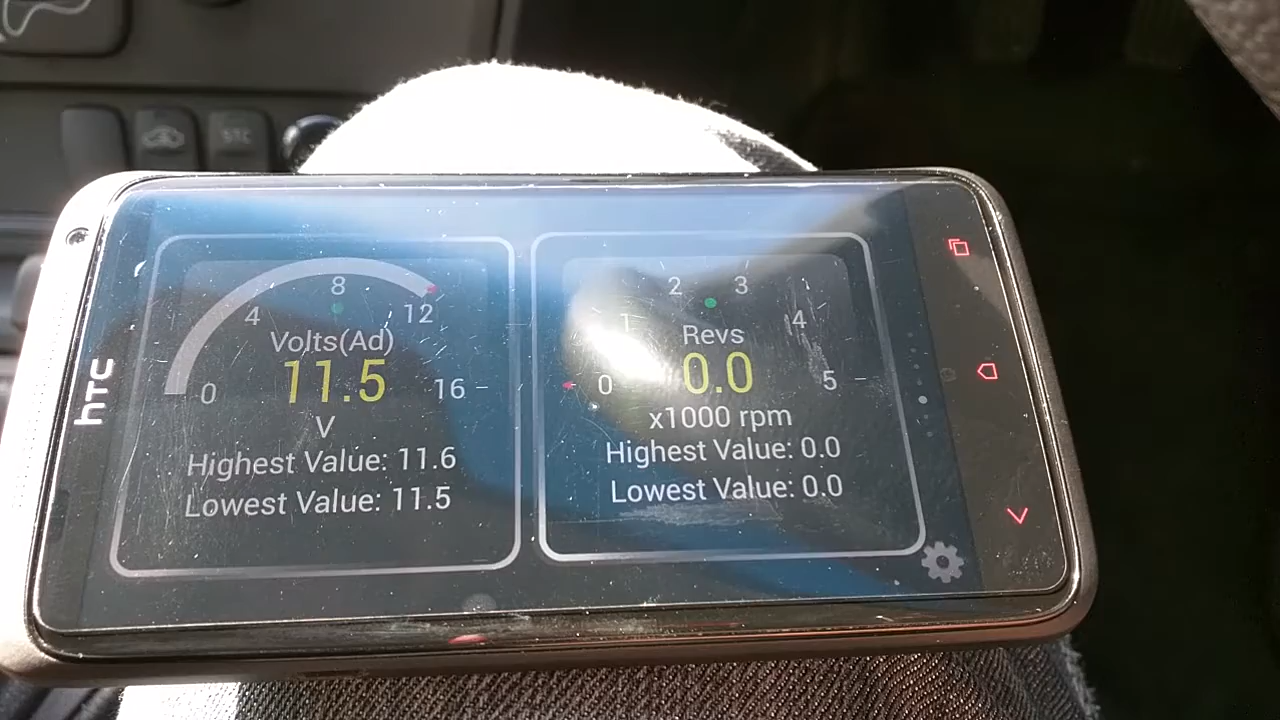 STC
hTC
8
4
12
Volts(Ad)
11.5
0
16
V
Highest Value: 11.6
Lowest Value: 11.5
2
3
1
4
Revs
0.0
0
5
x1000 rpm
Highest Value: 0.0
Lowest Value: 0.0